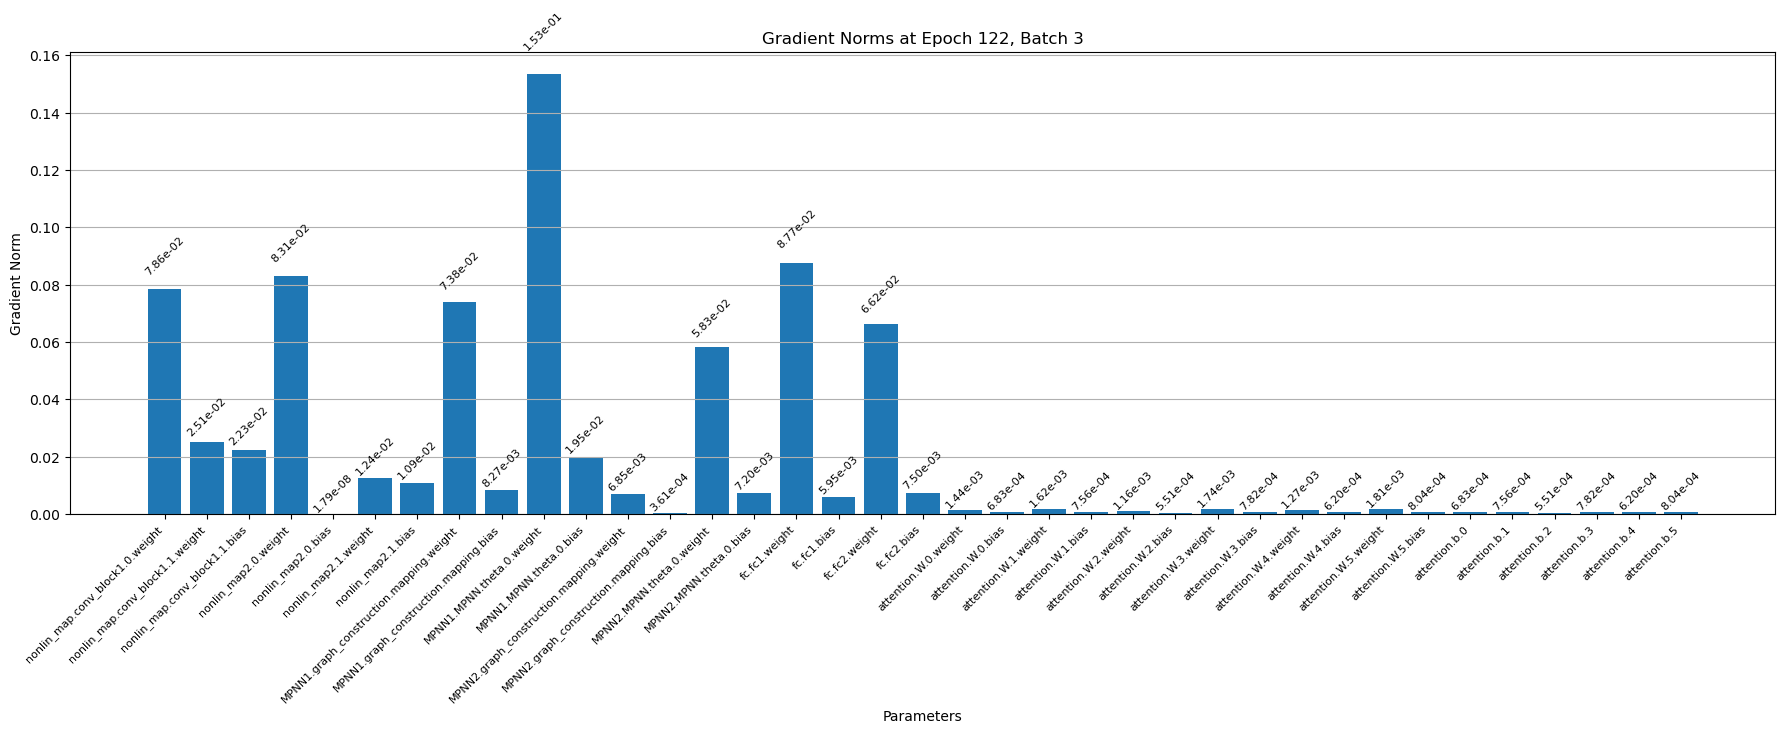 Gradient Norms at Epoch 122, Batch 3
Gradient Norm
0.16
0.14
0.12
0.10
0.08
0.06
0.04
0.02
0.00
7.86e-02
2.51e-02
2.23e-02
8.31e-02
1.79e-08
1.24e-02
1.09e-02
7.38e-02
8.27e-03
1.53e-01
1.95e-02
6.85e-03
3.61e-04
5.83e-02
7.20e-03
8.77e-02
5.95e-03
6.62e-02
7.50e-03
1.44e-03
6.83e-04
1.62e-03
7.56e-04
1.16e-03
5.51e-04
1.74e-03
7.82e-04
1.27e-03
6.20e-04
1.81e-03
8.04e-04
6.83e-04
7.56e-04
5.51e-04
7.82e-04
6.20e-04
8.04e-04
nonlin_map.conv_block1.0.weight
nonlin_map.conv_block1.1.weight
nonlin_map.conv_block1.1.bias
nonlin_map2.0.weight
nonlin_map2.0.bias
nonlin_map2.1.weight
nonlin_map2.1.bias
MPNN1.graph_construction.mapping.weight
MPNN1.graph_construction.mapping.bias
MPNN1.MPNN.theta.0.weight
MPNN1.MPNN.theta.0.bias
MPNN2.graph_construction.mapping.weight
MPNN2.graph_construction.mapping.bias
MPNN2.MPNN.theta.0.weight
MPNN2.MPNN.theta.0.bias
fc.fc1.weight
fc.fc1.bias
fc.fc2.weight
fc.fc2.bias
attention.W.0.weight
attention.W.0.bias
attention.W.1.weight
attention.W.1.bias
attention.W.2.weight
attention.W.2.bias
attention.W.3.weight
attention.W.3.bias
attention.W.4.weight
attention.W.4.bias
attention.W.5.weight
attention.W.5.bias
attention.b.0
attention.b.1
attention.b.2
attention.b.3
attention.b.4
attention.b.5
Parameters